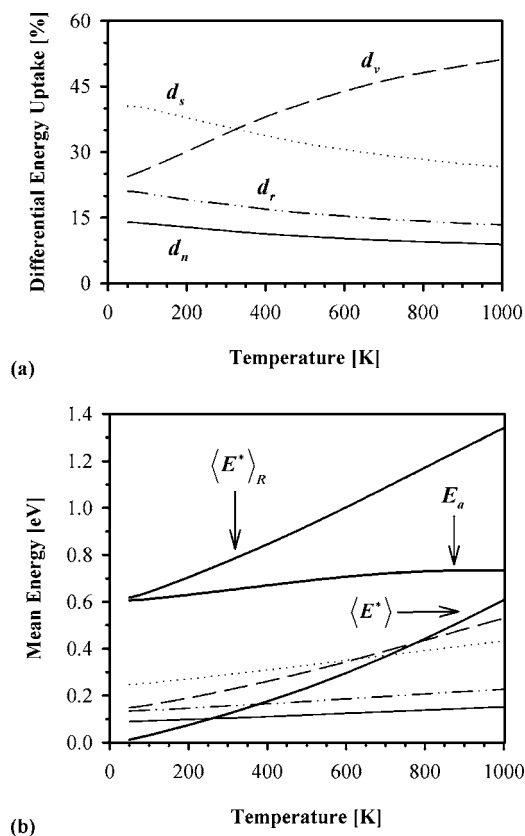 60
45
30
15
0
Differential Energy Uptake [%]
d_v
d_s
d_r
d_n
0 200 400 600 800 1000
Temperature [K]
(a)
1.4
1.2
1.0
0.8
0.6
0.4
0.2
0.0
Mean Energy [eV]
⟨E*⟩_R
E_a
⟨E*⟩
0 200 400 600 800 1000
Temperature [K]
(b)